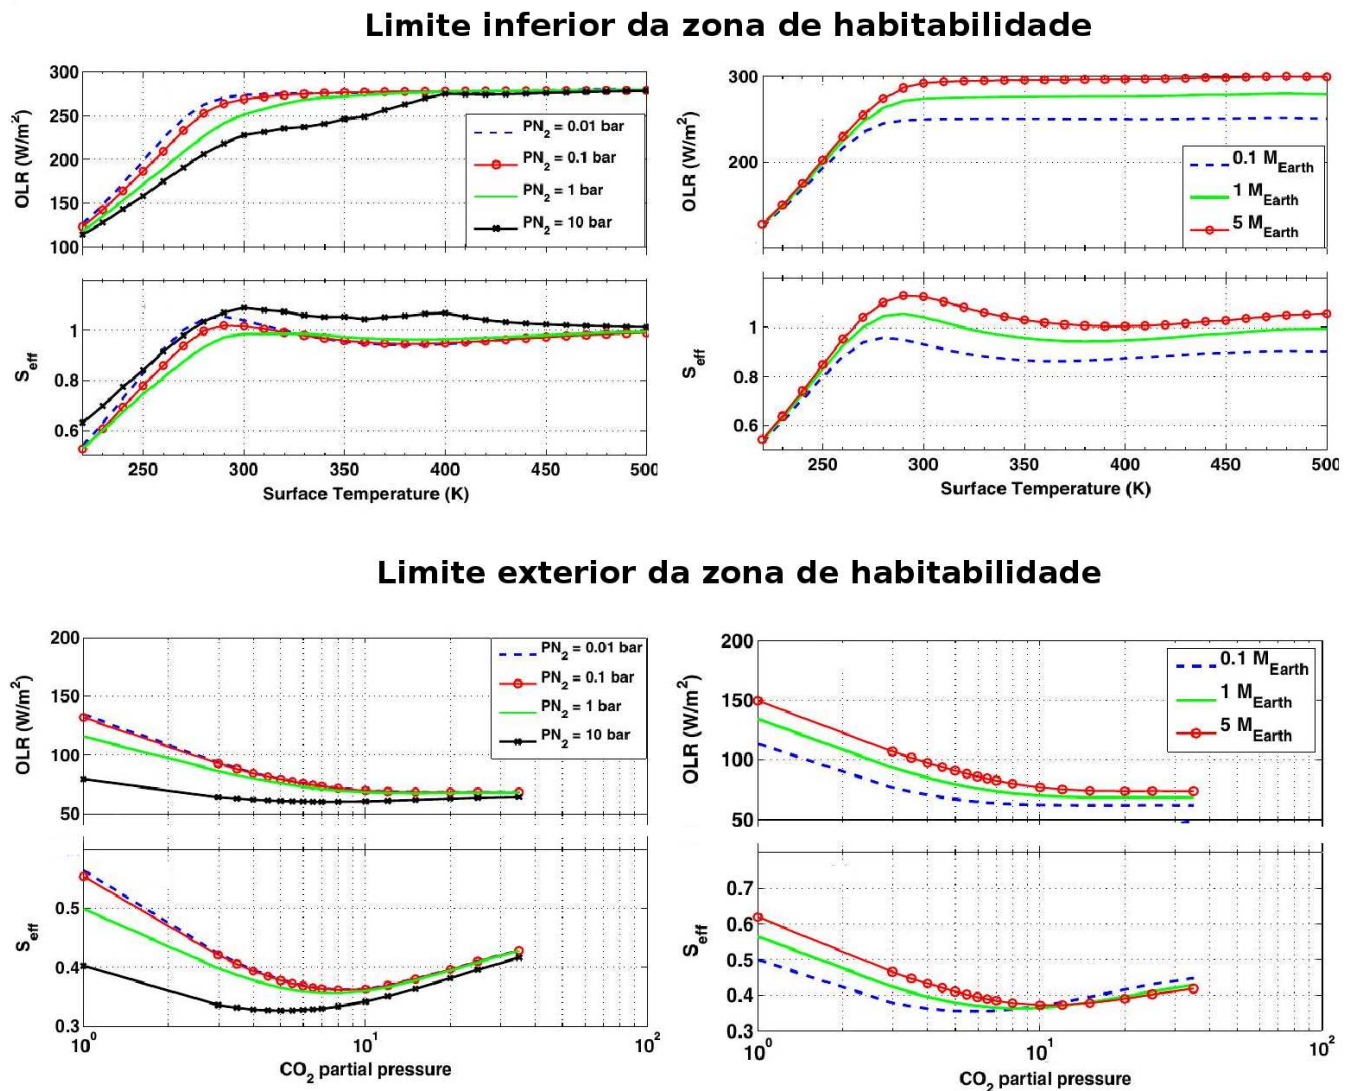 Limite inferior da zona de habitabilidade
300
250
200
150
100
OLR (W/m²)
PN₂ = 0.01 bar
PN₂ = 0.1 bar
PN₂ = 1 bar
PN₂ = 10 bar
1
0.8
0.6
S_eff
250 300 350 400 450 500
Surface Temperature (K)
300
200
OLR (W/m²)
0.1 M_Earth
1 M_Earth
5 M_Earth
1
0.8
0.6
S_eff
250 300 350 400 450 500
Surface Temperature (K)
Limite exterior da zona de habitabilidade
200
150
100
50
OLR (W/m²)
PN₂ = 0.01 bar
PN₂ = 0.1 bar
PN₂ = 1 bar
PN₂ = 10 bar
0.5
0.4
0.3
S_eff
10⁰ 10¹ 10²
CO₂ partial pressure
200
150
100
50
OLR (W/m²)
0.1 M_Earth
1 M_Earth
5 M_Earth
0.7
0.6
0.5
0.4
0.3
S_eff
10⁰ 10¹ 10²
CO₂ partial pressure